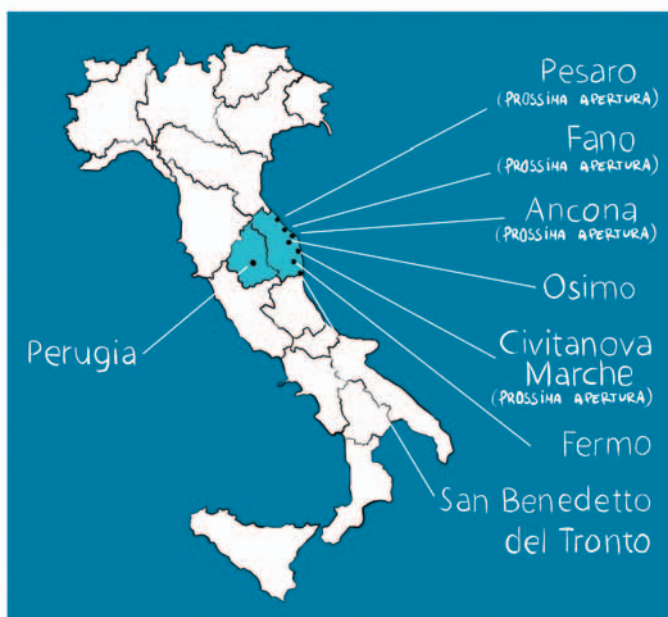 Pesaro
(PROSSIMA APERTURA)
Fano
(PROSSIMA APERTURA)
Ancona
(PROSSIMA APERTURA)
Osimo
Perugia
Civitanova
Marche
(PROSSIMA APERTURA)
Fermo
San Benedetto
del Tronto